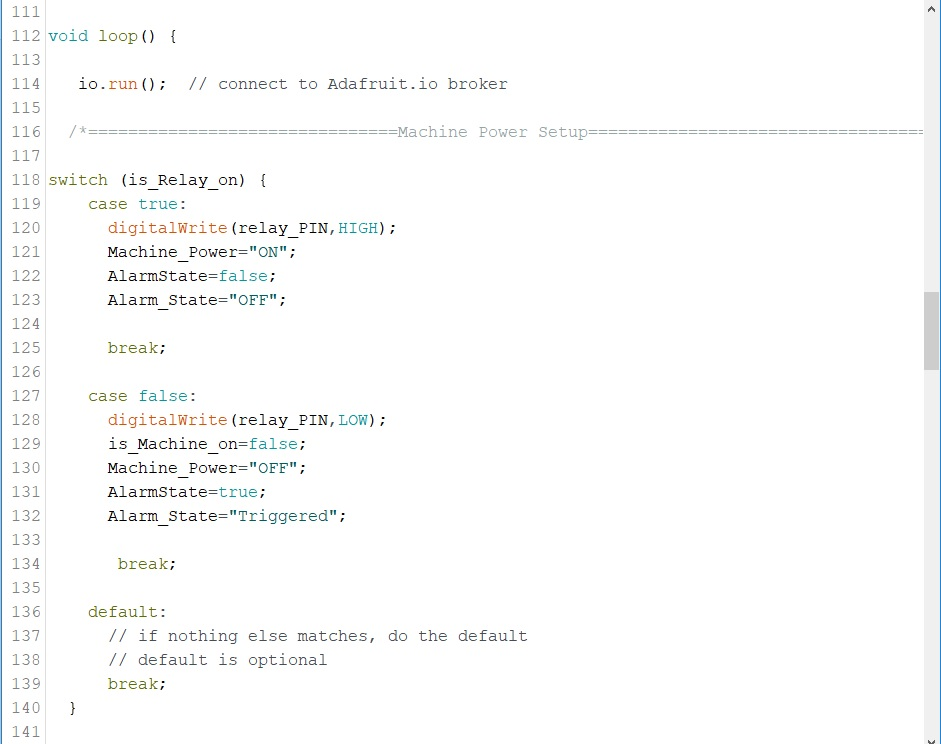 111
112 void loop() {
113
114    io.run();  // connect to Adafruit.io broker
115
116   /*===============================Machine Power Setup==================================
117
118 switch (is_Relay_on) {
119     case true:
120       digitalWrite(relay_PIN,HIGH);
121       Machine_Power="ON";
122       AlarmState=false;
123       Alarm_State="OFF";
124
125       break;
126
127     case false:
128       digitalWrite(relay_PIN,LOW);
129       is_Machine_on=false;
130       Machine_Power="OFF";
131       AlarmState=true;
132       Alarm_State="Triggered";
133
134        break;
135
136     default:
137       // if nothing else matches, do the default
138       // default is optional
139       break;
140   }
141